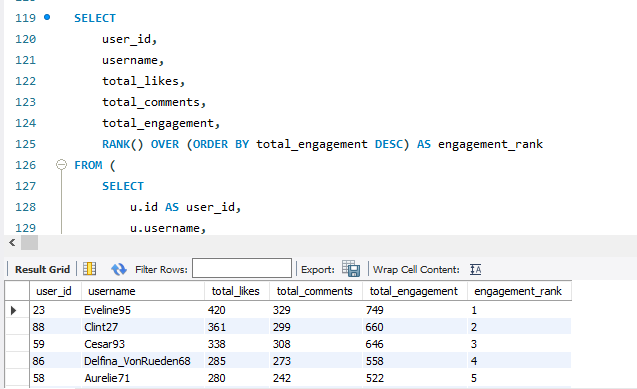 119 SELECT
120 user_id,
121 username,
122 total_likes,
123 total_comments,
124 total_engagement,
125 RANK() OVER (ORDER BY total_engagement DESC) AS engagement_rank
126 FROM (
127 SELECT
128 u.id AS user_id,
129 u.username,
Result Grid Filter Rows: Export: Wrap Cell Content:
user_id username total_likes total_comments total_engagement engagement_rank
23 Eveline95 420 329 749 1
88 Clint27 361 299 660 2
59 Cesar93 338 308 646 3
86 Delfina_VonRueden68 285 273 558 4
58 Aurelie71 280 242 522 5